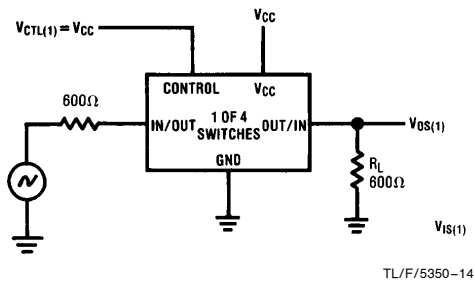 V_CTL(1) = V_CC
V_CC
CONTROL
V_CC
600Ω
IN/OUT
1 OF 4
SWITCHES
OUT/IN
V_OS(1)
GND
R_L
600Ω
V_IS(1)
TL/F/5350–14